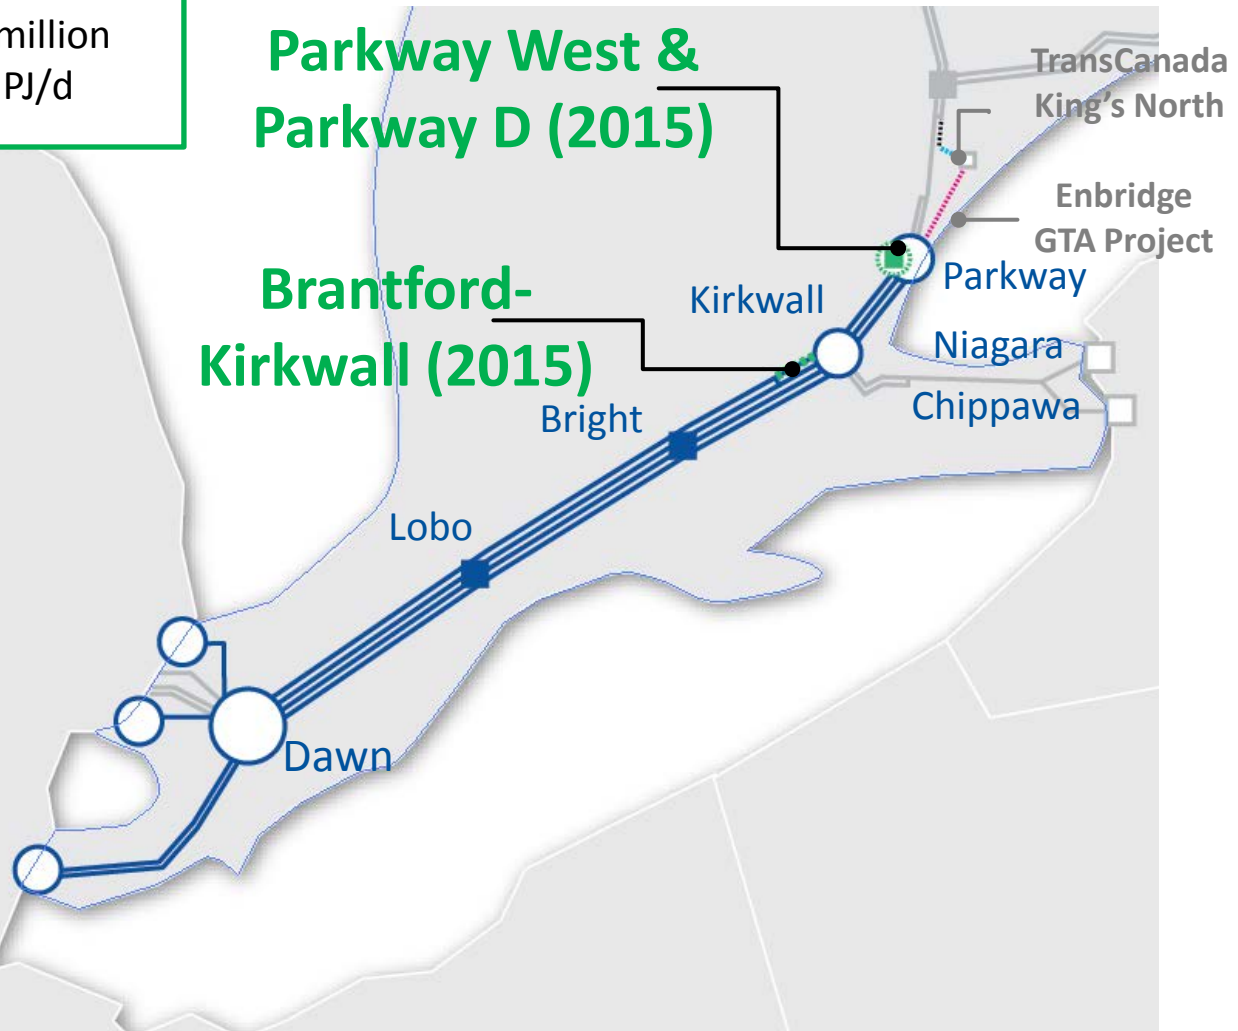 million
PJ/d
Parkway West &
Parkway D (2015)
TransCanada
King's North
Enbridge
GTA Project
Parkway
Brantford-
Kirkwall (2015)
Kirkwall
Niagara
Chippawa
Bright
Lobo
Dawn